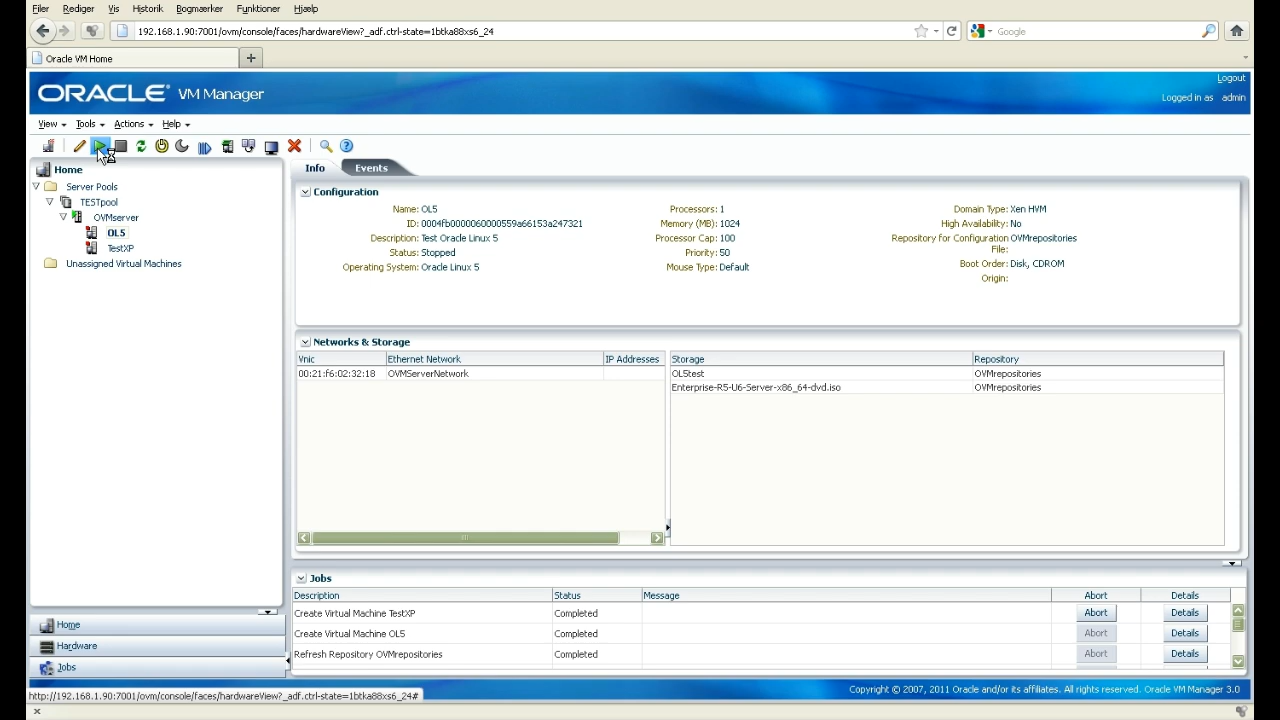 Filer Rediger Vis Historik Bogmærker Funktioner Hjælp
192.168.1.90:7001/ovm/console/faces/hardwareView?_adf.ctrl-state=1btka88xs6_24
Google
Oracle VM Home
Logout
ORACLE VM Manager
Logged in as admin
View Tools Actions Help
Home
Info Events
Server Pools
TESTpool
OVMserver
OL5
TestXP
Unassigned Virtual Machines
Configuration
Name: OL5
ID: 0004fb0000060000559a66153a247321
Description: Test Oracle Linux 5
Status: Stopped
Operating System: Oracle Linux 5
Processors: 1
Memory (MB): 1024
Processor Cap: 100
Priority: 50
Mouse Type: Default
Domain Type: Xen HVM
High Availability: No
Repository for Configuration File: OVMrepositories
Boot Order: Disk, CDROM
Origin:
Networks & Storage
Vnic Ethernet Network IP Addresses
00:21:f6:02:32:18 OVMServerNetwork
Storage Repository
OL5test OVMrepositories
Enterprise-R5-U6-Server-x86_64-dvd.iso OVMrepositories
Jobs
Description Status Message Abort Details
Create Virtual Machine TestXP Completed Abort Details
Create Virtual Machine OL5 Completed Abort Details
Refresh Repository OVMrepositories Completed Abort Details
Home
Hardware
Jobs
http://192.168.1.90:7001/ovm/console/faces/hardwareView?_adf.ctrl-state=1btka88xs6_24#
Copyright © 2007, 2011 Oracle and/or its affiliates. All rights reserved. Oracle VM Manager 3.0